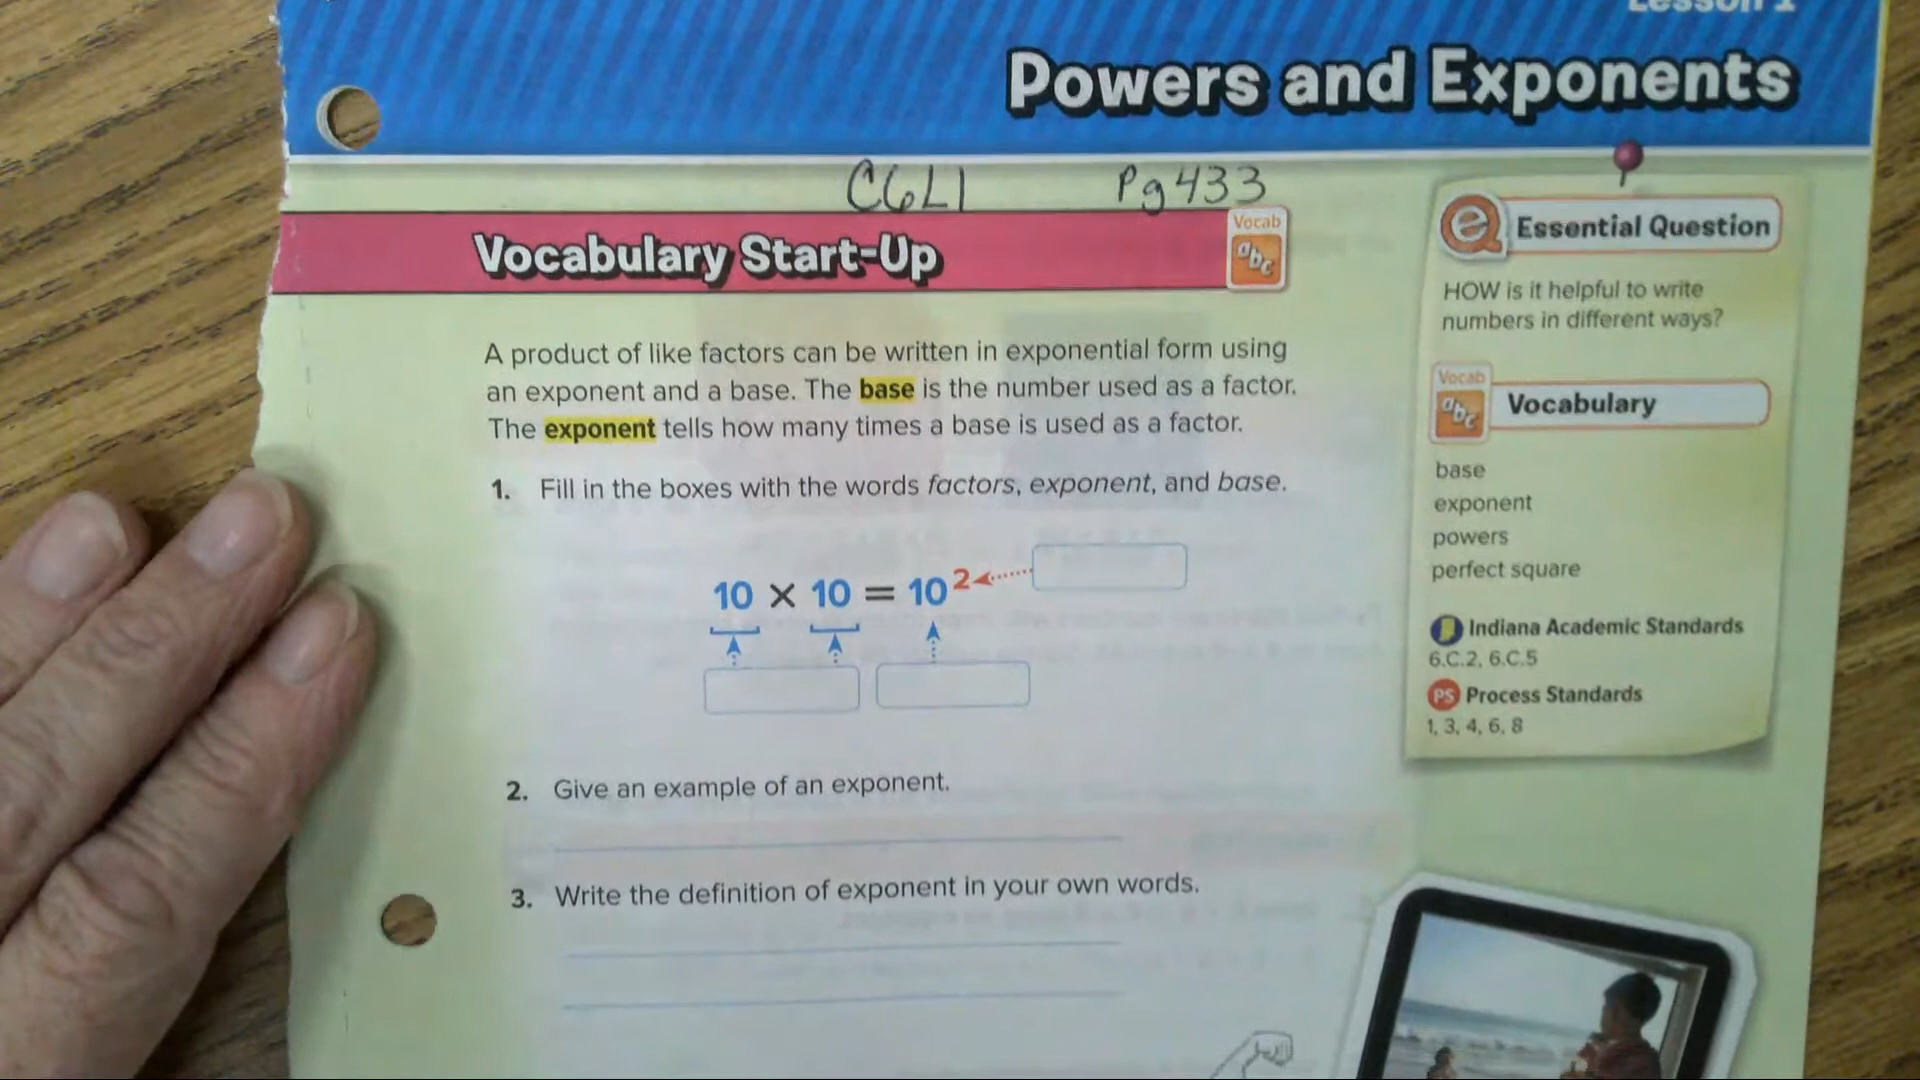 Lesson 1
Powers and Exponents
C6L1 Pg 433
Vocabulary Start-Up
Vocab
abc
A product of like factors can be written in exponential form using
an exponent and a base. The base is the number used as a factor.
The exponent tells how many times a base is used as a factor.
1. Fill in the boxes with the words factors, exponent, and base.
10 × 10 = 10²
2. Give an example of an exponent.
3. Write the definition of exponent in your own words.
e Essential Question
HOW is it helpful to write
numbers in different ways?
Vocab
abc
Vocabulary
base
exponent
powers
perfect square
Indiana Academic Standards
6.C.2, 6.C.5
PS Process Standards
1, 3, 4, 6, 8